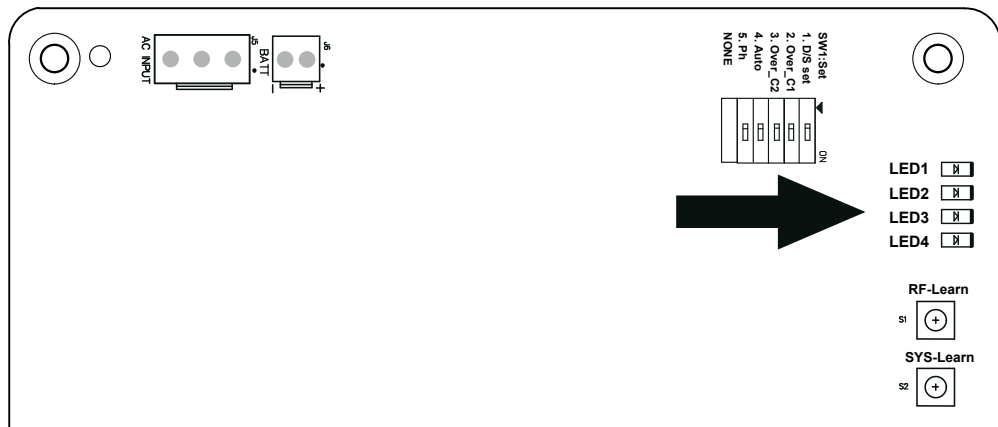 AC INPUT
J5
BATT
- +
J6
SW1:Set
1. D/S set
2. Over_C1
3. Over_C2
4. Auto
5. Ph
NONE
ON
LED1
LED2
LED3
LED4
RF-Learn
S1
SYS-Learn
S2